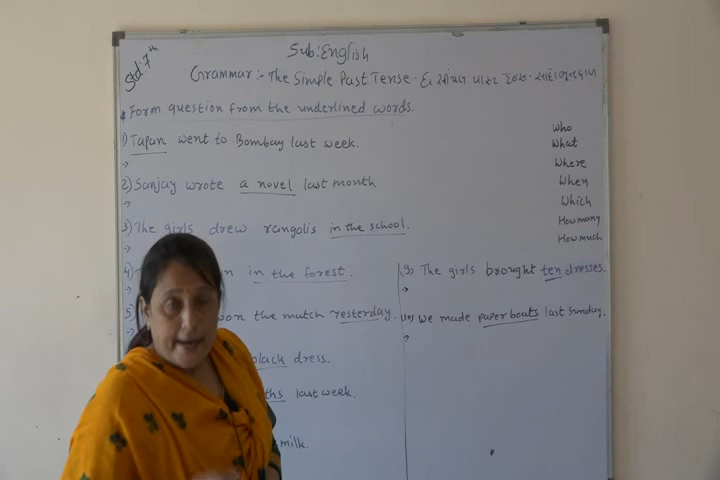 Std:7th
Sub:English
Grammar:- The Simple Past Tense.
* Form question from the underlined words.
1) Tapan went to Bombay last week.
→
2) Sanjay wrote a novel last month.
→
3) The girls drew rangolis in the school.
→
4) in the forest.
→
5) won the match yesterday.
→
black dress.
last week.
milk.
Who
What
Where
When
Which
How many
How much
(9) The girls brought ten dresses.
→
(10) We made paper boats last Sunday.
→